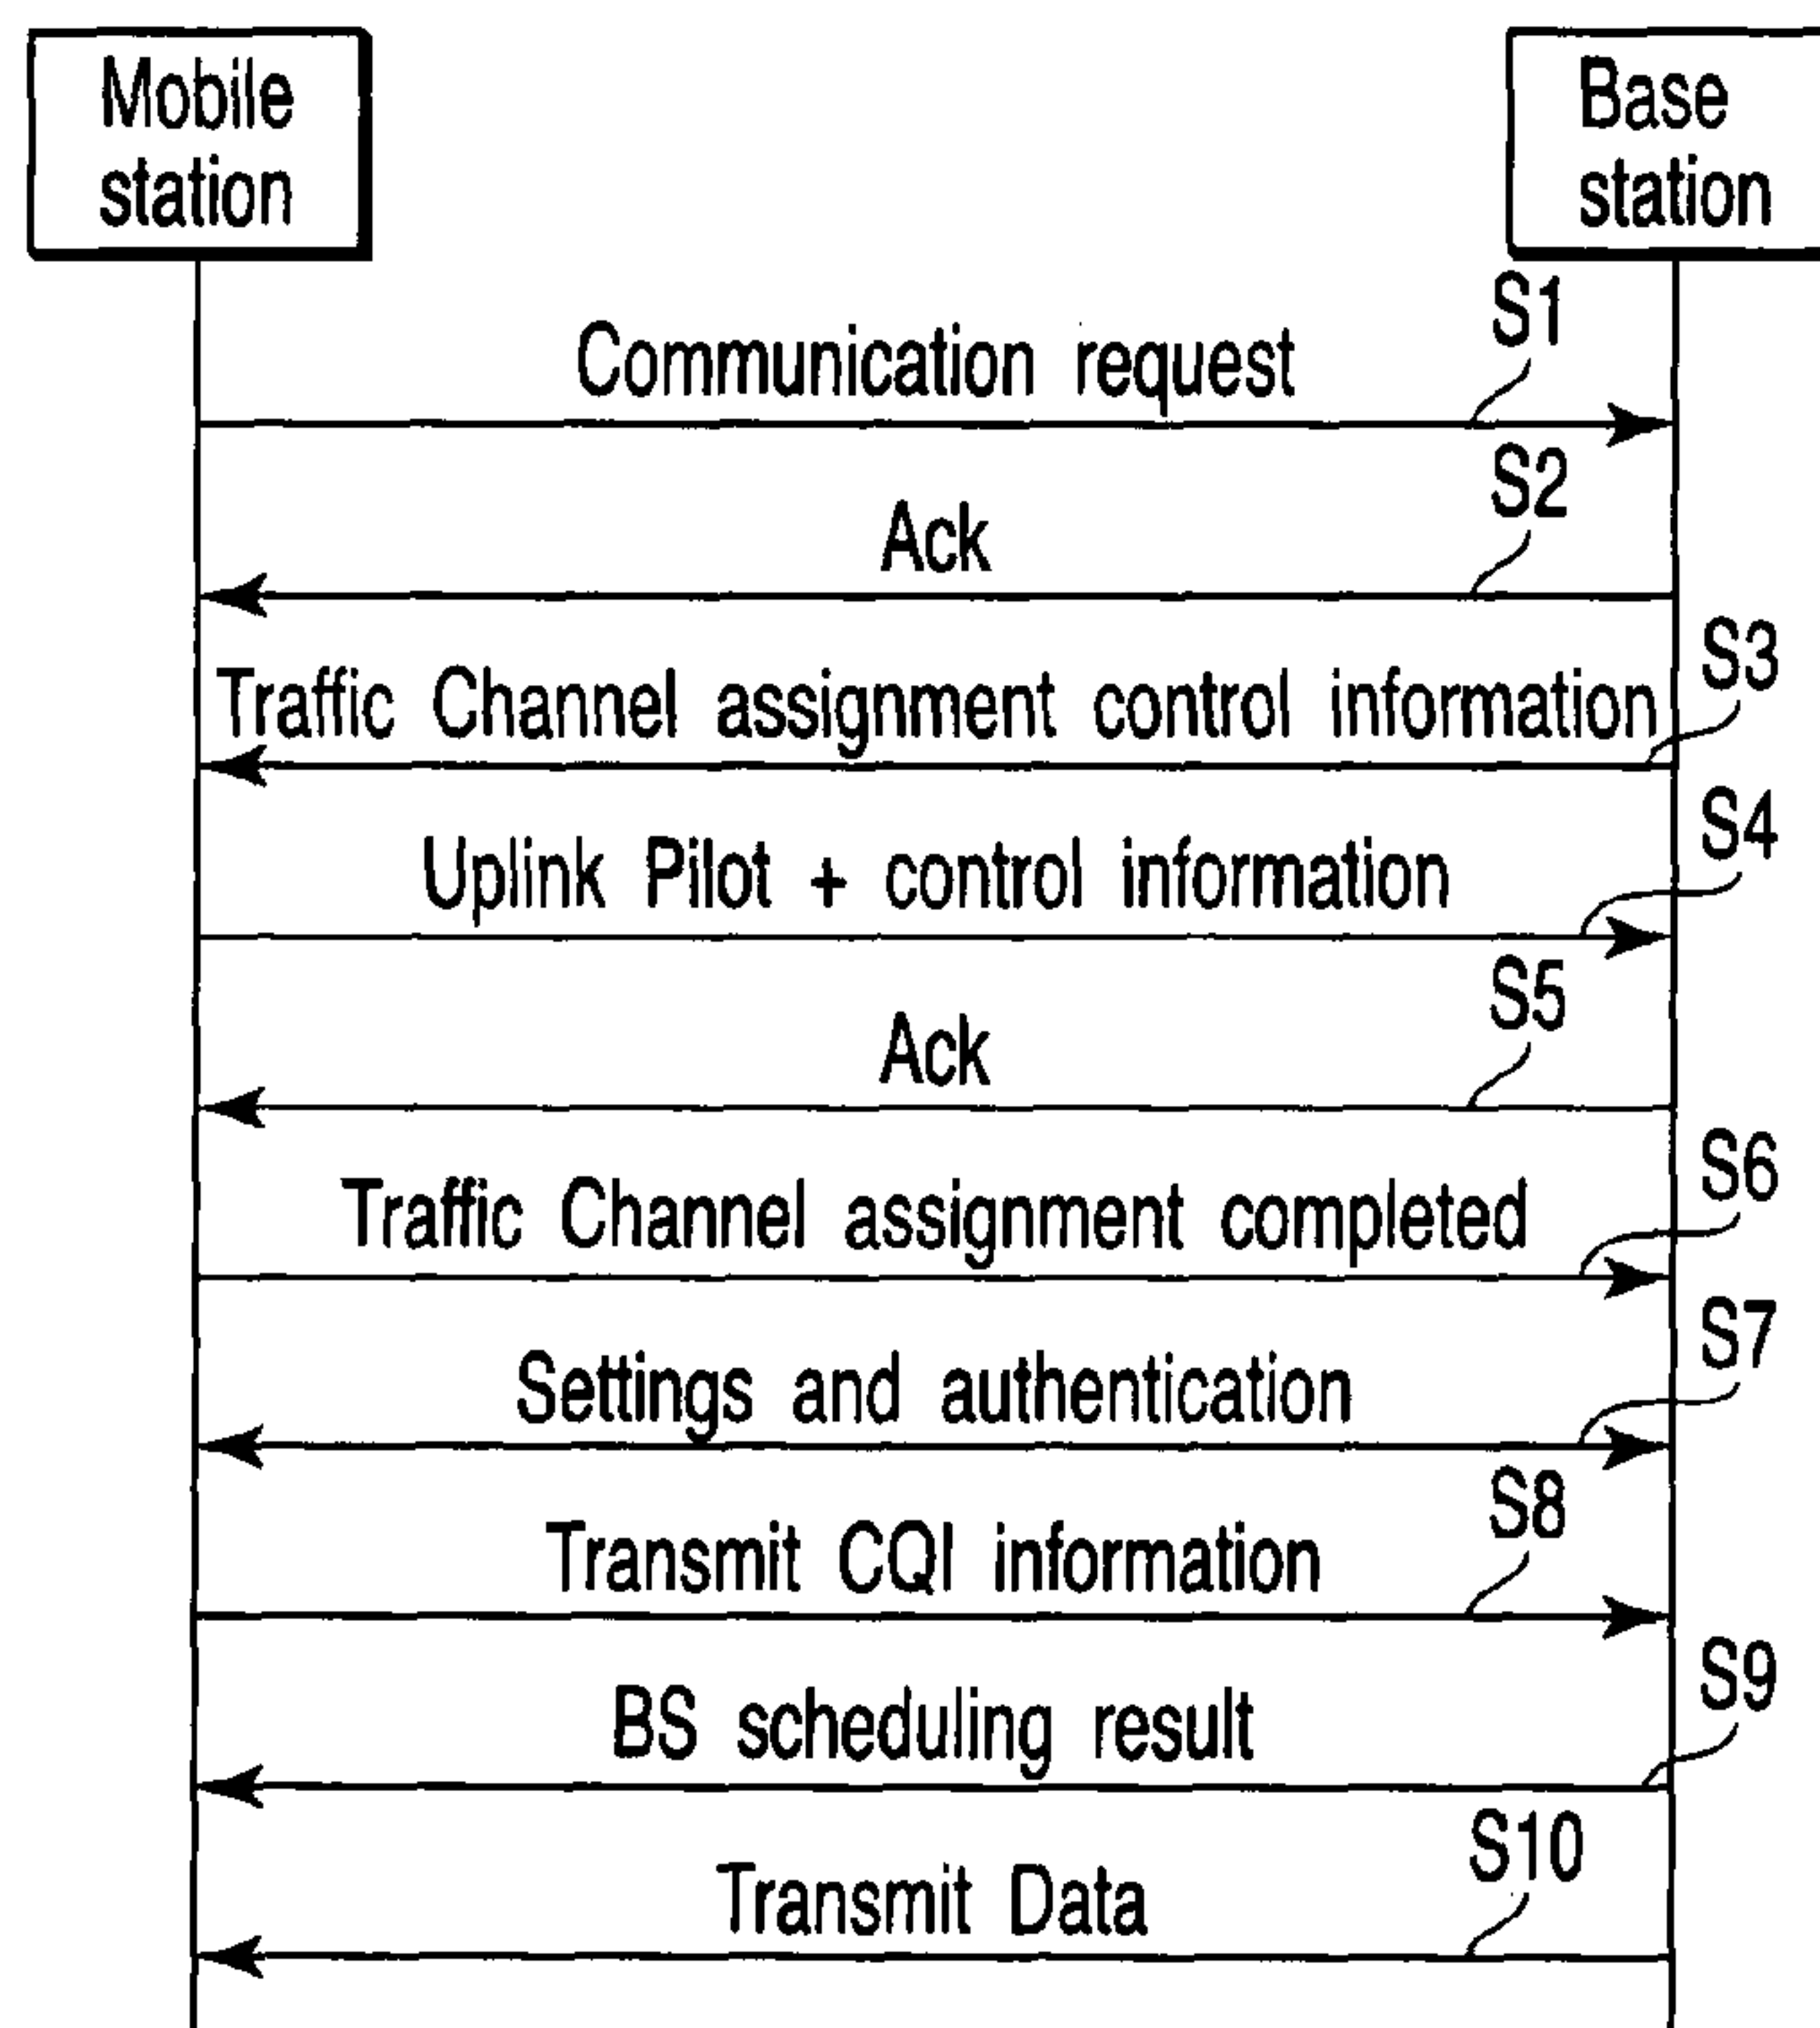 Mobile
station
Base
station
S1
Communication request
S2
Ack
S3
Traffic Channel assignment control information
S4
Uplink Pilot + control information
S5
Ack
S6
Traffic Channel assignment completed
S7
Settings and authentication
S8
Transmit CQI information
S9
BS scheduling result
S10
Transmit Data